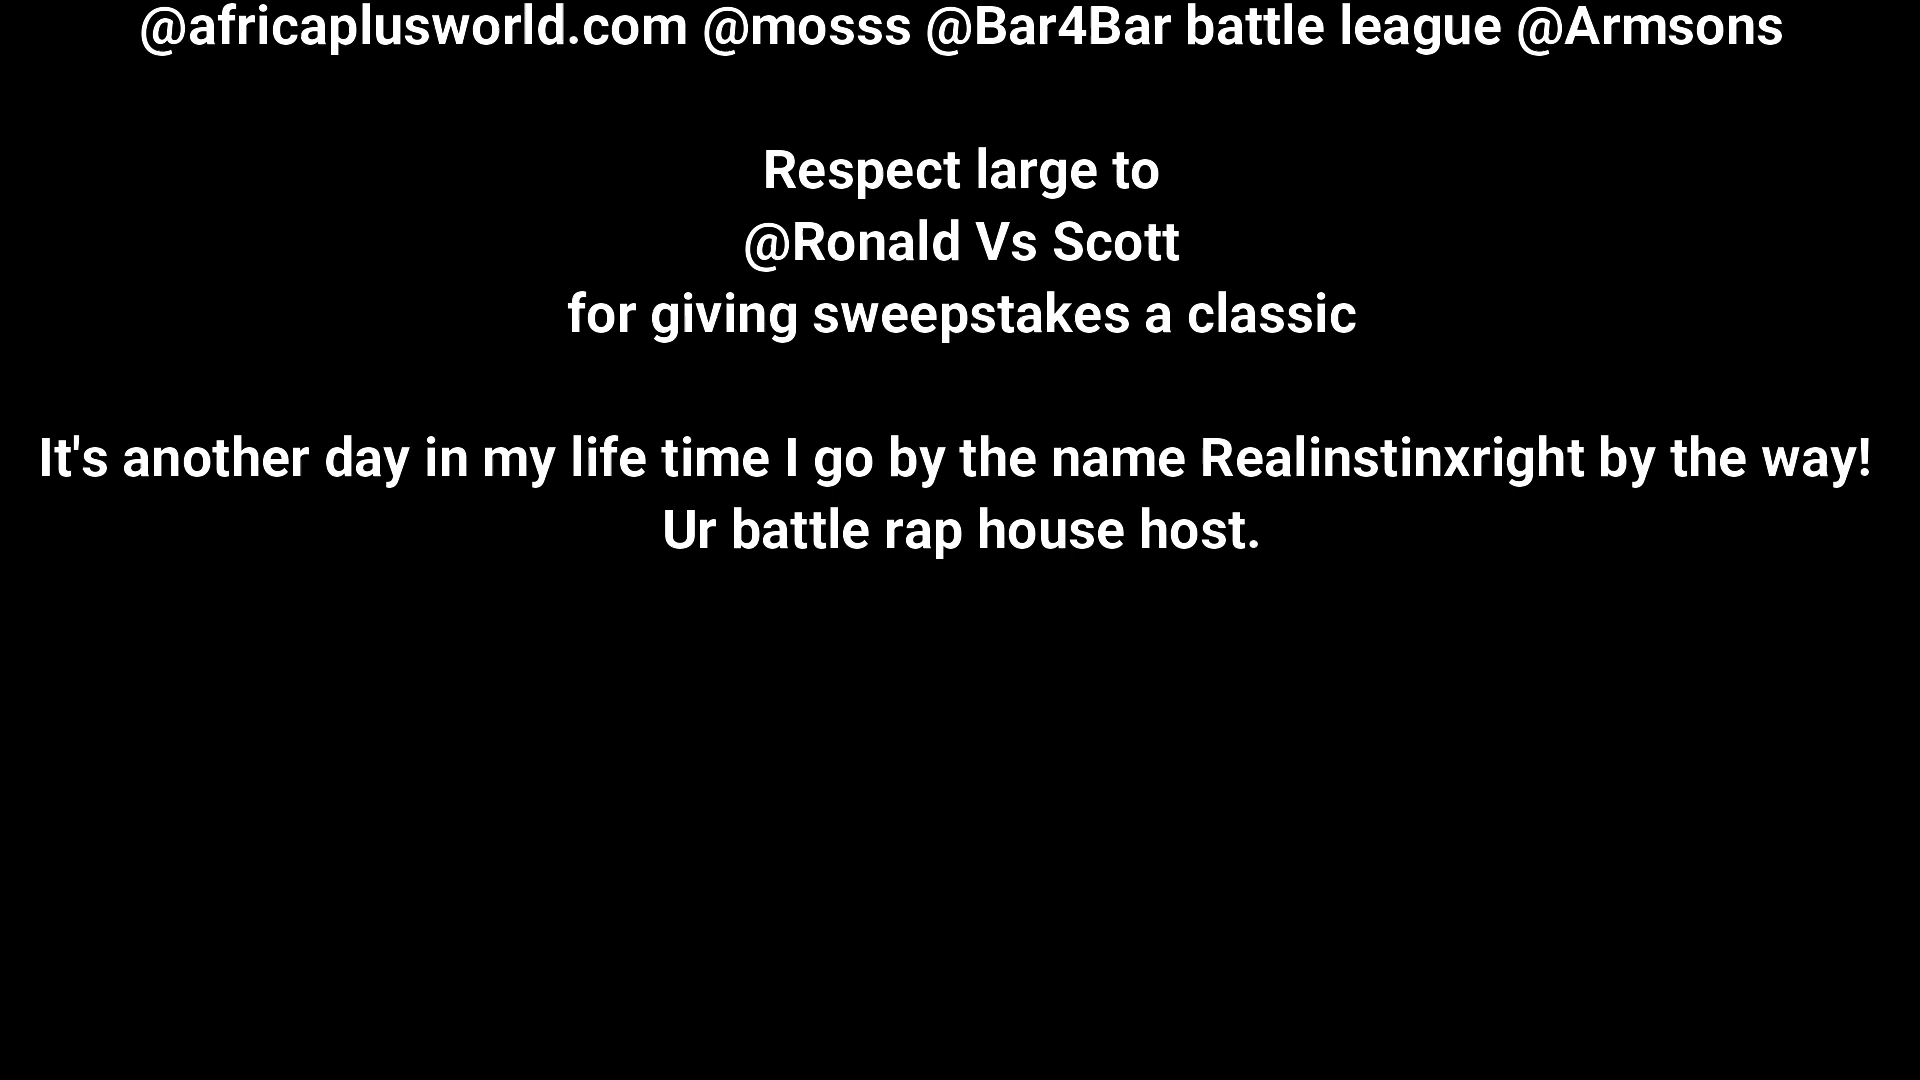 @africaplusworld.com @mosss @Bar4Bar battle league @Armsons
Respect large to
@Ronald Vs Scott
for giving sweepstakes a classic
It's another day in my life time I go by the name Realinstinxright by the way!
Ur battle rap house host.